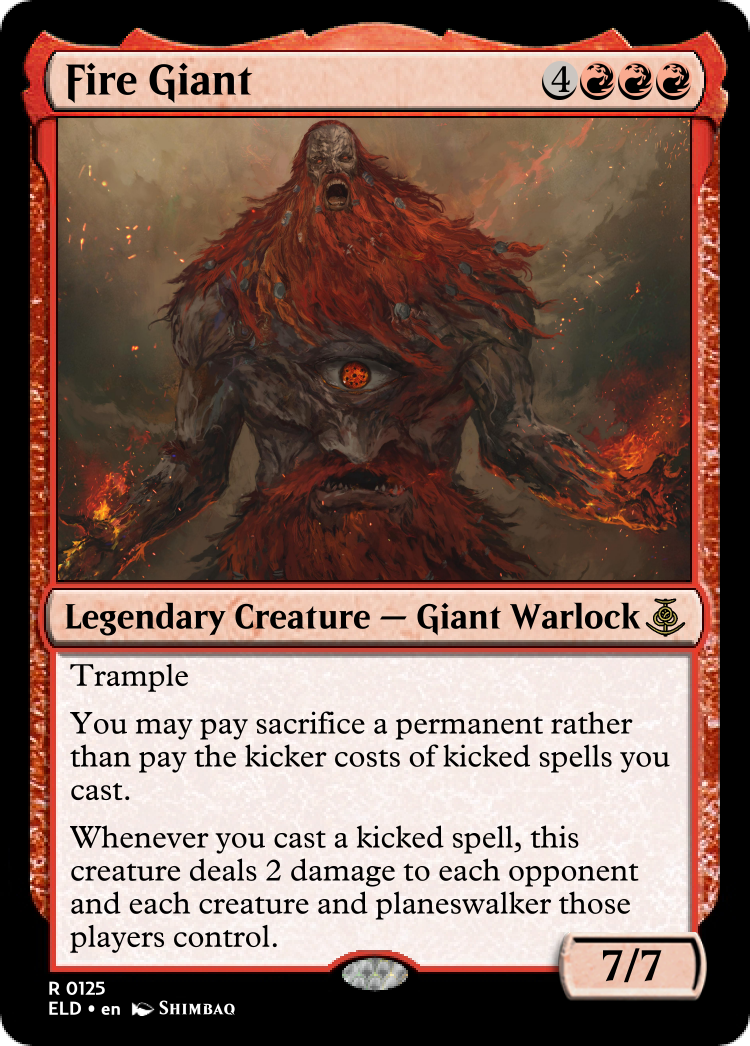 Fire Giant 4
Legendary Creature — Giant Warlock
Trample
You may pay sacrifice a permanent rather
than pay the kicker costs of kicked spells you
cast.
Whenever you cast a kicked spell, this
creature deals 2 damage to each opponent
and each creature and planeswalker those
players control.
7/7
R 0125
ELD • en SHIMBAQ